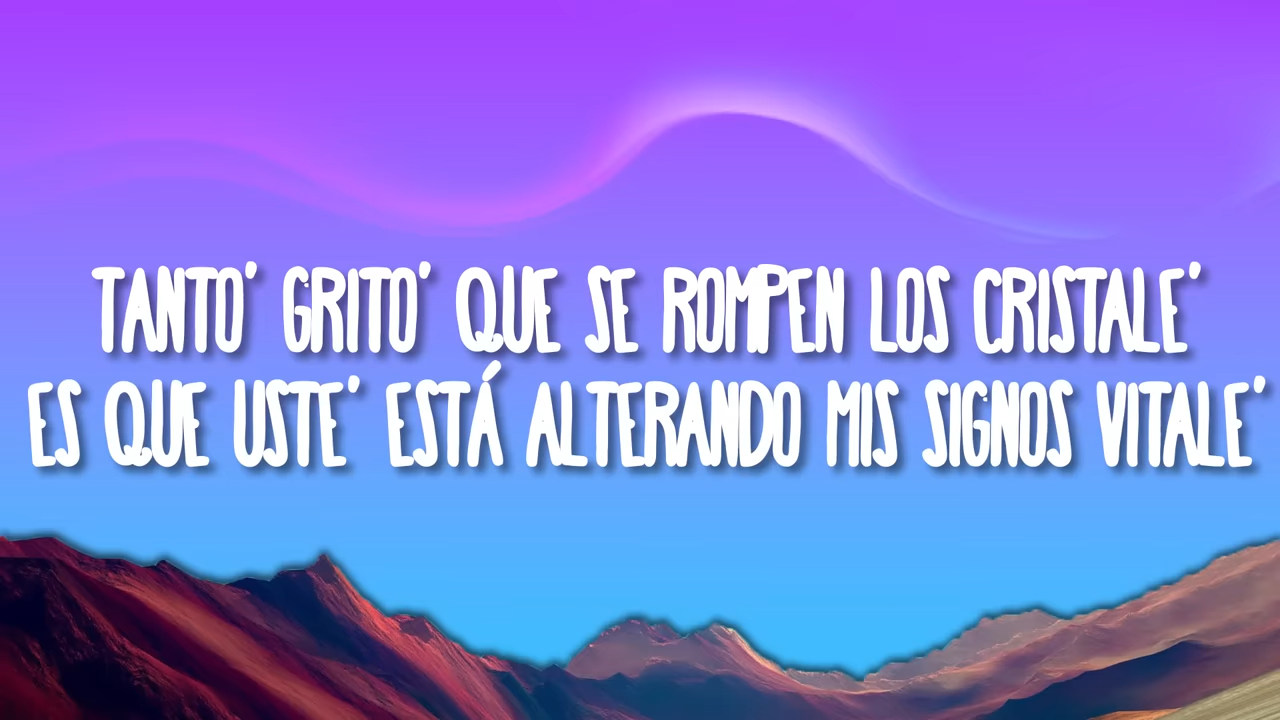 TANTO' GRITO' QUE SE ROMPEN LOS CRISTALE'
ES QUE USTE' ESTÁ ALTERANDO MIS SIGNOS VITALE'